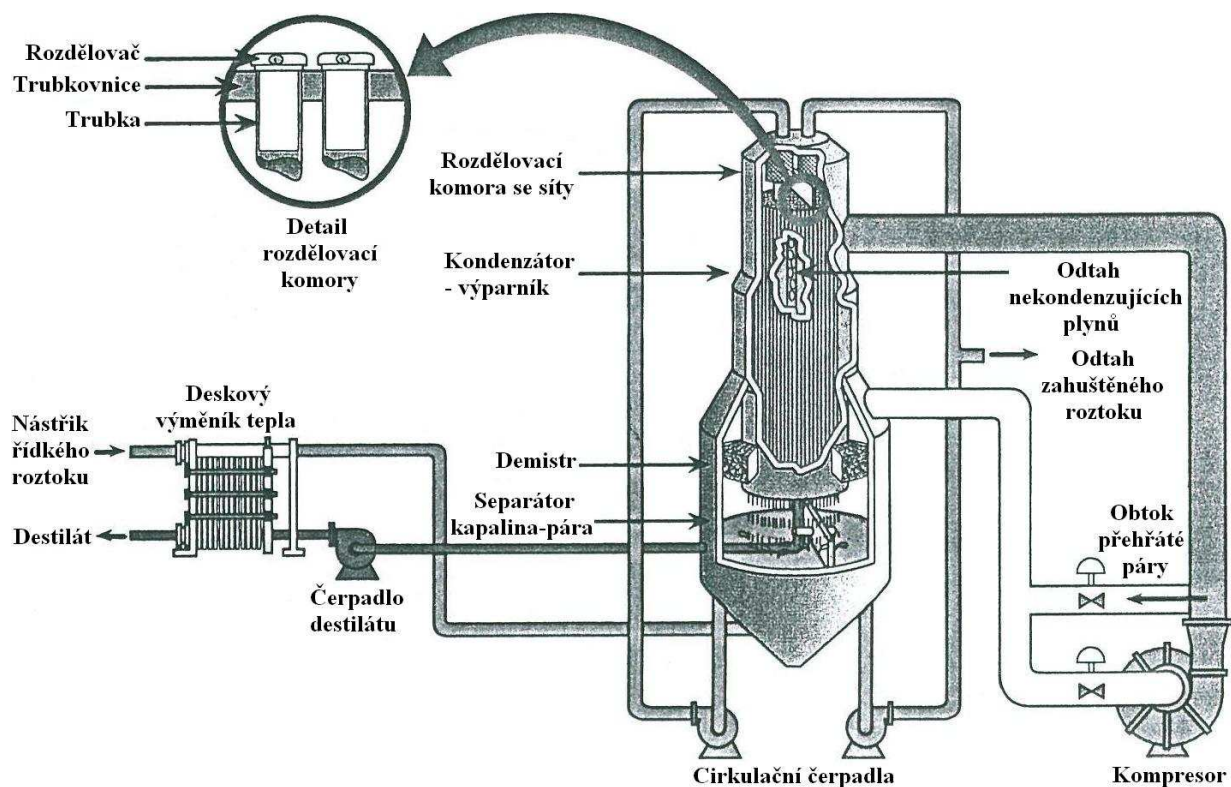 Rozdělovač
Trubkovnice
Trubka
Detail
rozdělovací
komory
Rozdělovací
komora se síty
Kondenzátor
- výparník
Odtah
nekondenzujících
plynů
Odtah
zahuštěného
roztoku
Deskový
výměník tepla
Nástřik
řídkého
roztoku
Destilát
Demistr
Separátor
kapalina-pára
Čerpadlo
destilátu
Obtok
přehřáté
páry
Cirkulační čerpadla
Kompresor